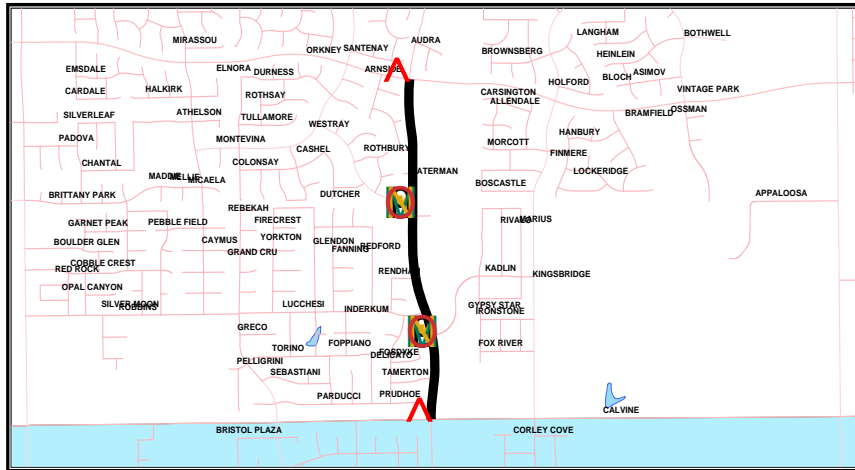 LANGHAM
BOTHWELL
MIRASSOU
AUDRA
ORKNEY
SANTENAY
BROWNSBERG
HEINLEIN
EMSDALE
ELNORA
DURNESS
ARNSIDE
BLOCH
ASIMOV
HOLFORD
CARDALE
HALKIRK
ROTHSAY
CARSINGTON
ALLENDALE
VINTAGE PARK
SILVERLEAF
ATHELSON
TULLAMORE
BRAMFIELD
OSSMAN
WESTRAY
PADOVA
MONTEVINA
HANBURY
CASHEL
ROTHBURY
MORCOTT
FINMERE
CHANTAL
COLONSAY
ATERMAN
LOCKERIDGE
MICAELA
BOSCASTLE
BRITTANY PARK
DUTCHER
APPALOOSA
REBEKAH
GARNET PEAK
PEBBLE FIELD
FIRECREST
MARIUS
BOULDER GLEN
CAYMUS
YORKTON
GLENDON
FANNING
REDFORD
GRAND CRU
COBBLE CREST
RED ROCK
RENDHAM
KADLIN
KINGSBRIDGE
OPAL CANYON
SILVER MOON
ROBBINS
LUCCHESI
INDERKUM
GYPSY STAR
IRONSTONE
GRECO
TORINO
FOPPIANO
FOSDYKE
DELICATO
FOX RIVER
PELLIGRINI
SEBASTIANI
TAMERTON
PARDUCCI
PRUDHOE
CALVINE
BRISTOL PLAZA
CORLEY COVE